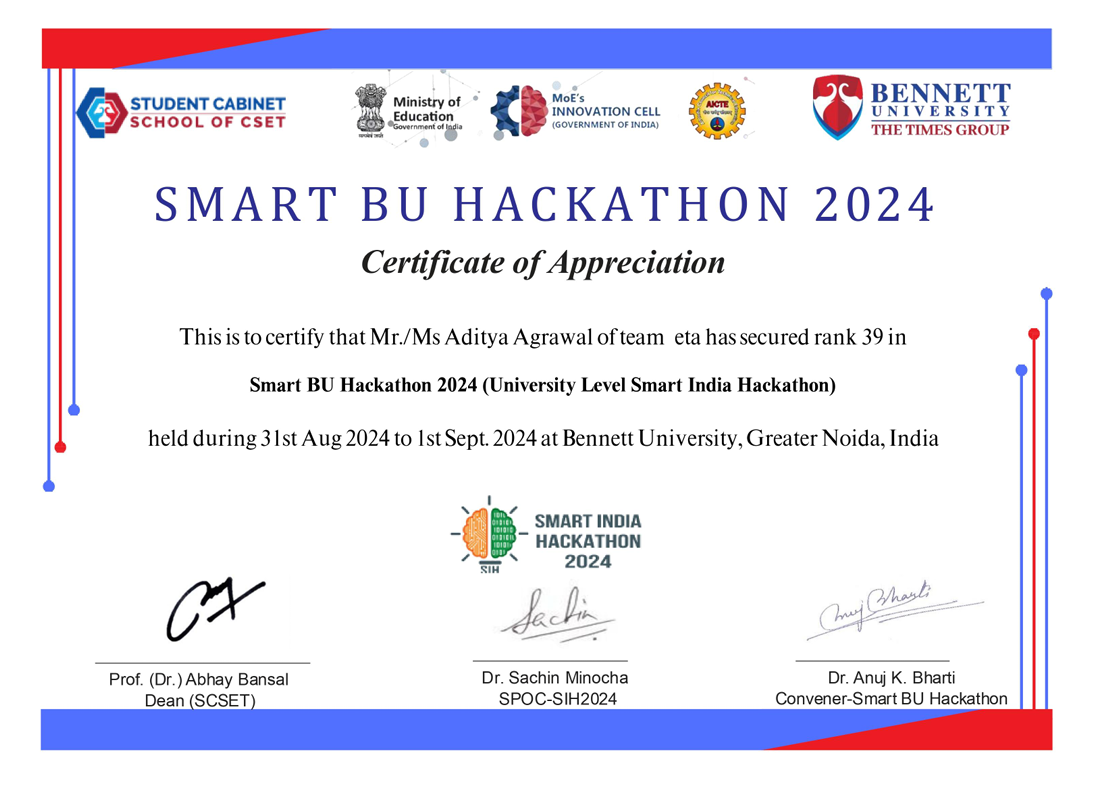 STUDENT CABINET
SCHOOL OF CSET
Ministry of
Education
Government of India
MoE's
INNOVATION CELL
(GOVERNMENT OF INDIA)
AICTE
BENNETT
UNIVERSITY
THE TIMES GROUP
SMART BU HACKATHON 2024
Certificate of Appreciation
This is to certify that Mr./Ms Aditya Agrawal of team eta has secured rank 39 in
Smart BU Hackathon 2024 (University Level Smart India Hackathon)
held during 31st Aug 2024 to 1st Sept. 2024 at Bennett University, Greater Noida, India
SMART INDIA
HACKATHON
2024
SIH
Sachin
Anuj Bharti
Prof. (Dr.) Abhay Bansal
Dean (SCSET)
Dr. Sachin Minocha
SPOC-SIH2024
Dr. Anuj K. Bharti
Convener-Smart BU Hackathon